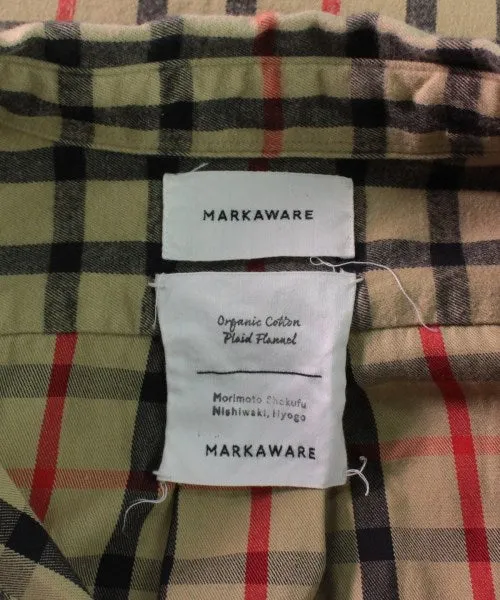 MARKAWARE
Organic Cotton
Plaid Flannel
Morimoto Shokufu
Nishiwaki, Hyogo
MARKAWARE